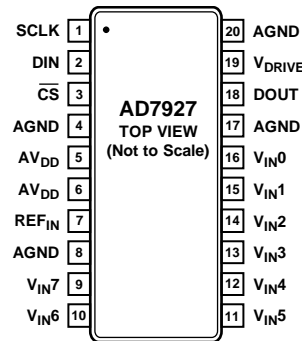 SCLK 1 20 AGND
DIN 2 19 VDRIVE
CS 3 18 DOUT
AD7927
AGND 4 17 AGND
TOP VIEW
(Not to Scale)
AVDD 5 16 VIN0
AVDD 6 15 VIN1
REFIN 7 14 VIN2
AGND 8 13 VIN3
VIN7 9 12 VIN4
VIN6 10 11 VIN5